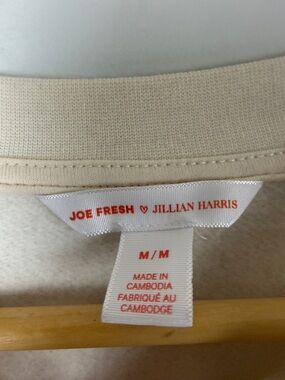 JOE FRESH ♡ JILLIAN HARRIS
M / M
MADE IN
CAMBODIA
FABRIQUÉ AU
CAMBODGE